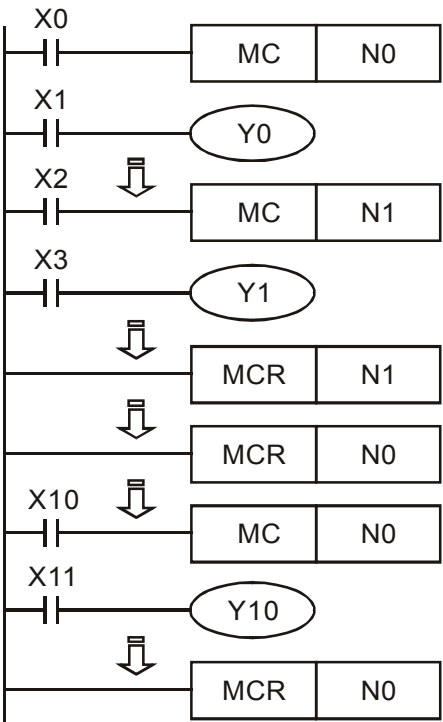 X0
MC N0
X1
Y0
X2
MC N1
X3
Y1
MCR N1
MCR N0
X10
MC N0
X11
Y10
MCR N0